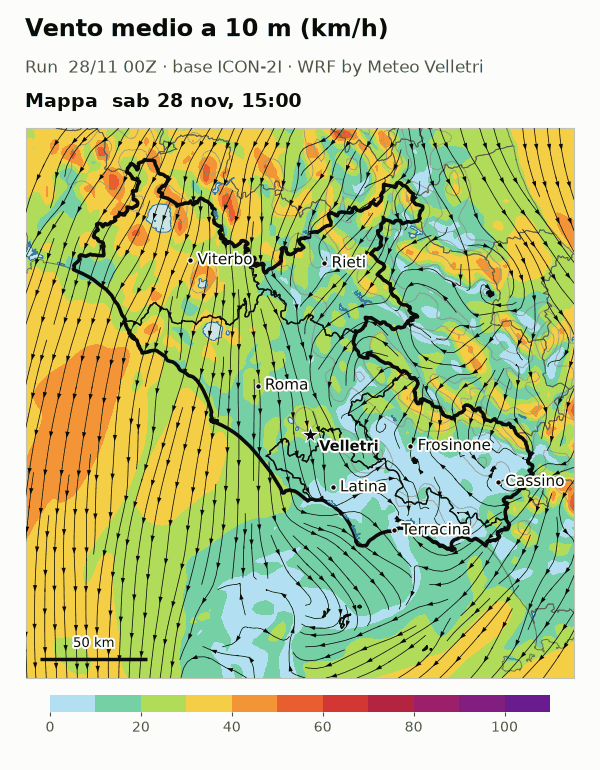 Vento medio a 10 m (km/h)
Run  28/11 00Z · base ICON-2I · WRF by Meteo Velletri
Mappa  sab 28 nov, 15:00
Viterbo
Rieti
Roma
Velletri
Frosinone
Cassino
Latina
Terracina
50 km
0 20 40 60 80 100